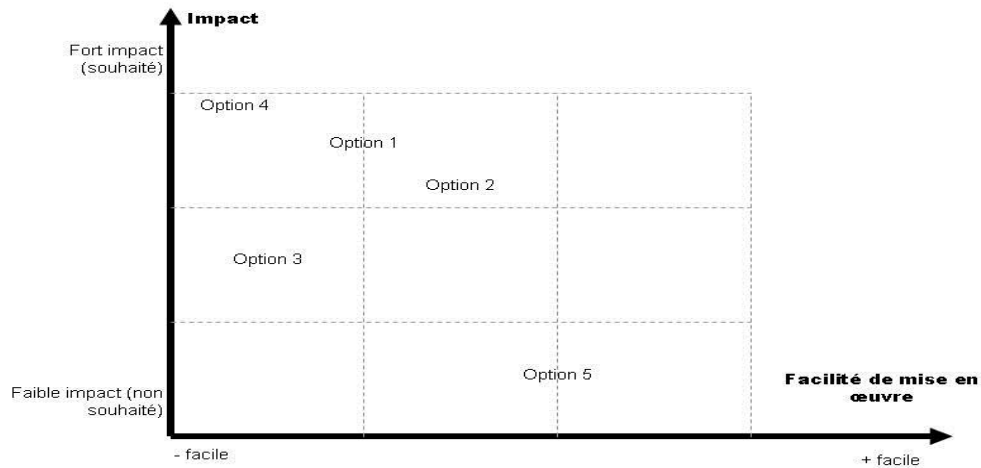 Impact
Fort impact
(souhaité)
Option 4
Option 1
Option 2
Option 3
Option 5
Faible impact (non
souhaité)
Facilité de mise en
œuvre
- facile
+ facile